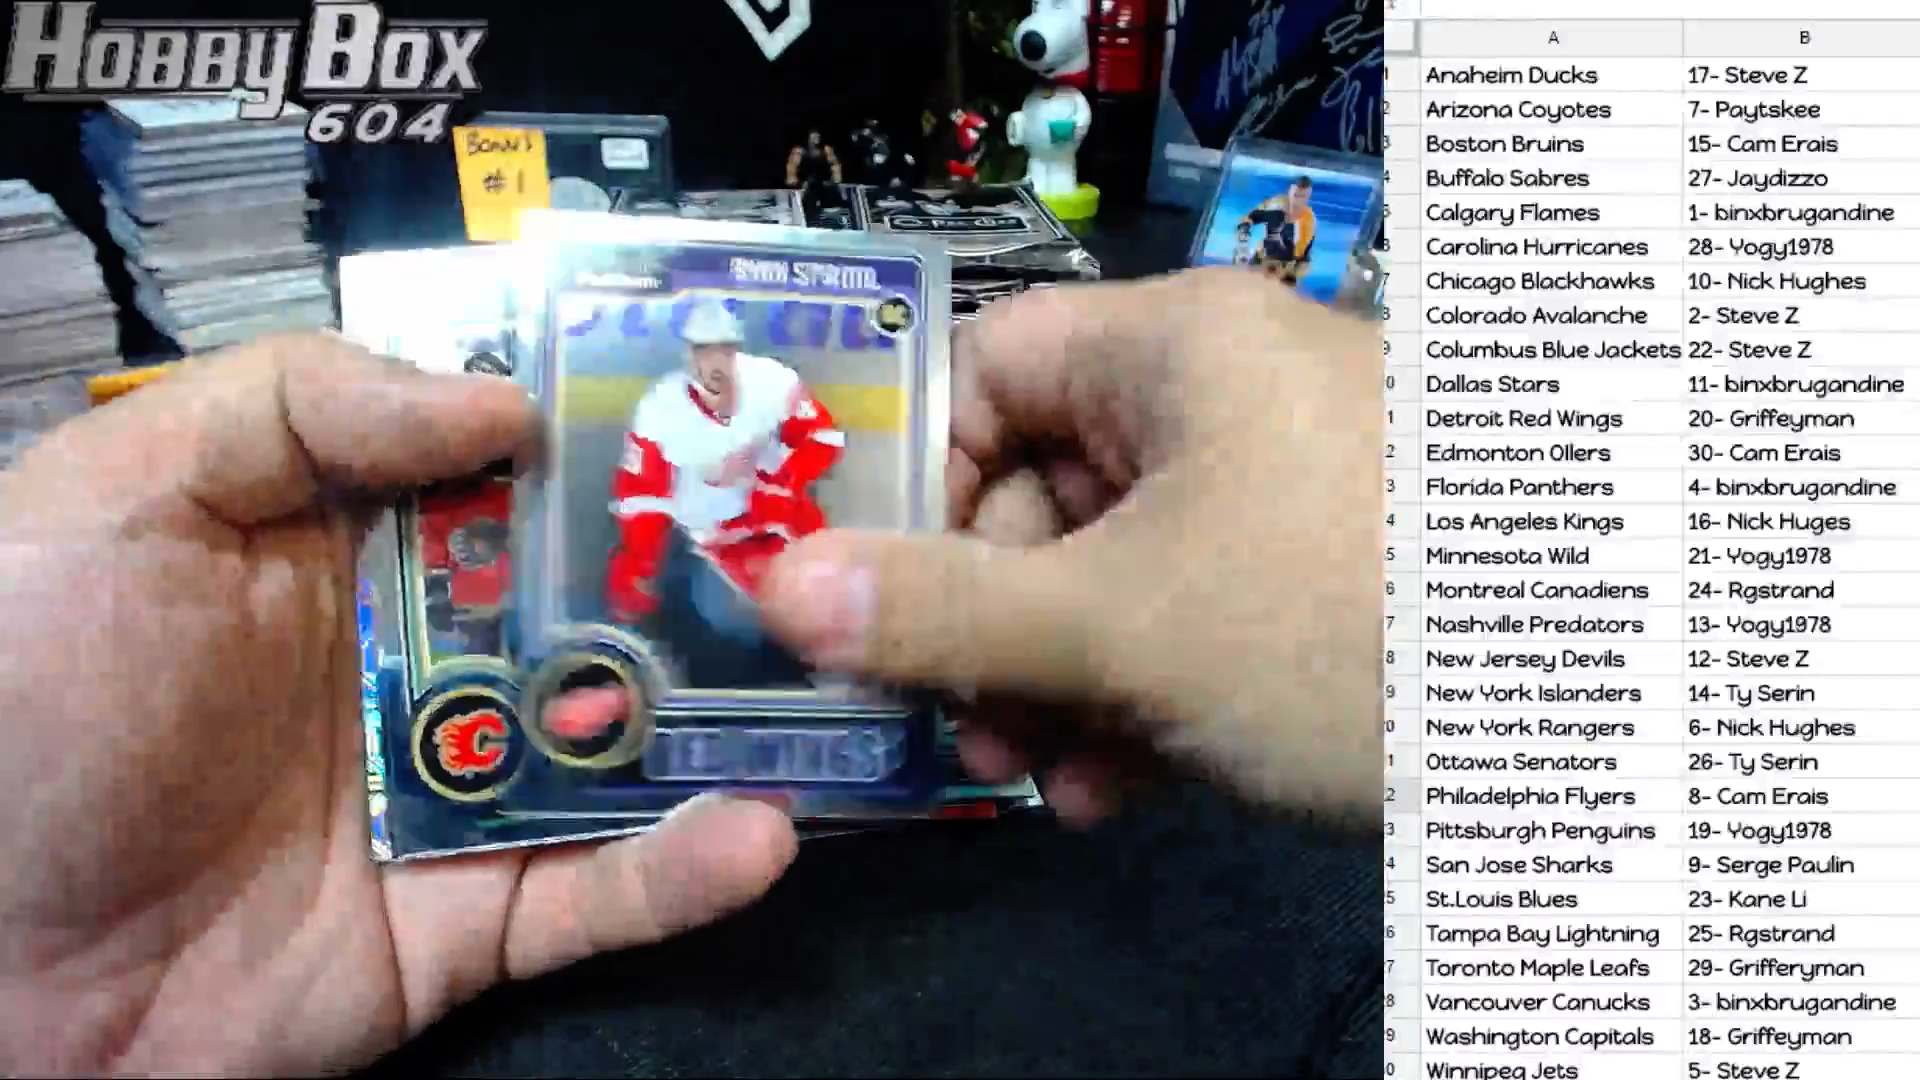 HOBBY BOX
604
BONUS
# 1
A B
Anaheim Ducks 17- Steve Z
Arizona Coyotes 7- Paytskee
Boston Bruins 15- Cam Erais
Buffalo Sabres 27- Jaydizzo
Calgary Flames 1- binxbrugandine
Carolina Hurricanes 28- Yogy1978
Chicago Blackhawks 10- Nick Hughes
Colorado Avalanche 2- Steve Z
Columbus Blue Jackets 22- Steve Z
Dallas Stars 11- binxbrugandine
Detroit Red Wings 20- Griffeyman
Edmonton Ollers 30- Cam Erais
Florida Panthers 4- binxbrugandine
Los Angeles Kings 16- Nick Huges
Minnesota Wild 21- Yogy1978
Montreal Canadiens 24- Rgstrand
Nashville Predators 13- Yogy1978
New Jersey Devils 12- Steve Z
New York Islanders 14- Ty Serin
New York Rangers 6- Nick Hughes
Ottawa Senators 26- Ty Serin
Philadelphia Flyers 8- Cam Erais
Pittsburgh Penguins 19- Yogy1978
San Jose Sharks 9- Serge Paulin
St.Louis Blues 23- Kane Li
Tampa Bay Lightning 25- Rgstrand
Toronto Maple Leafs 29- Grifferyman
Vancouver Canucks 3- binxbrugandine
Washington Capitals 18- Griffeyman
Winnipeg Jets 5- Steve Z